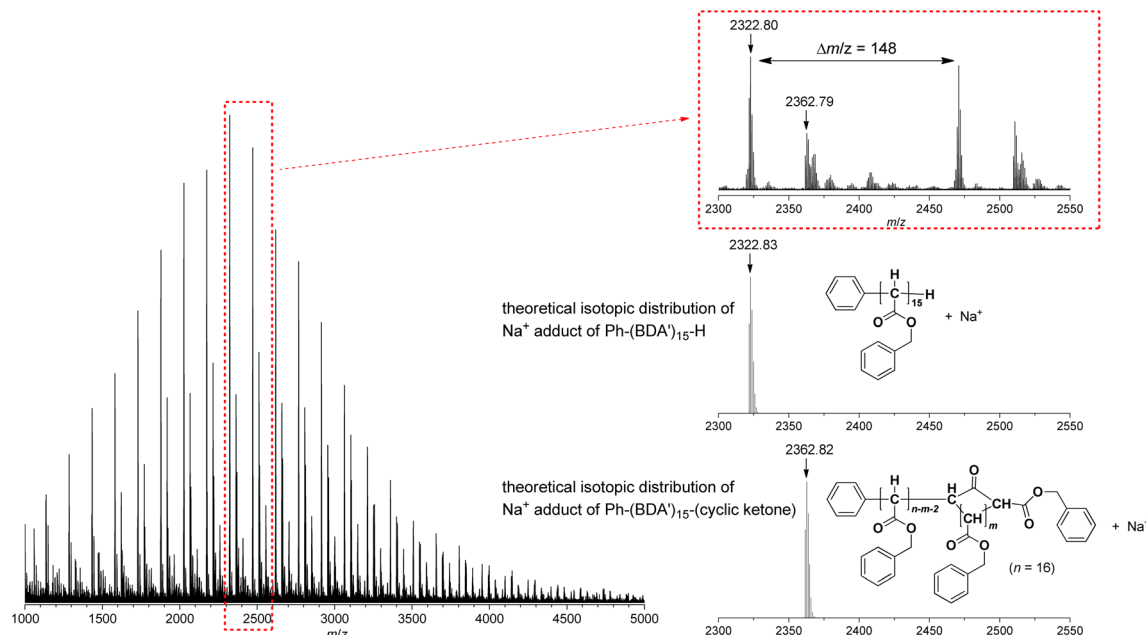 2322.80
Δm/z = 148
2362.79
2300 2350 2400 2450 2500 2550
m/z
2322.83
theoretical isotopic distribution of
Na⁺ adduct of Ph-(BDA')₁₅-H
H
C
H
15
O
O
+ Na⁺
2300 2350 2400 2450 2500 2550
2362.82
theoretical isotopic distribution of
Na⁺ adduct of Ph-(BDA')₁₅-(cyclic ketone)
H
C
n-m-2
O
O
H
C
O
CH
m
O
O
H
C
O
O
+ Na⁺
(n = 16)
2300 2350 2400 2450 2500 2550
1000 1500 2000 2500 3000 3500 4000 4500 5000
m/z